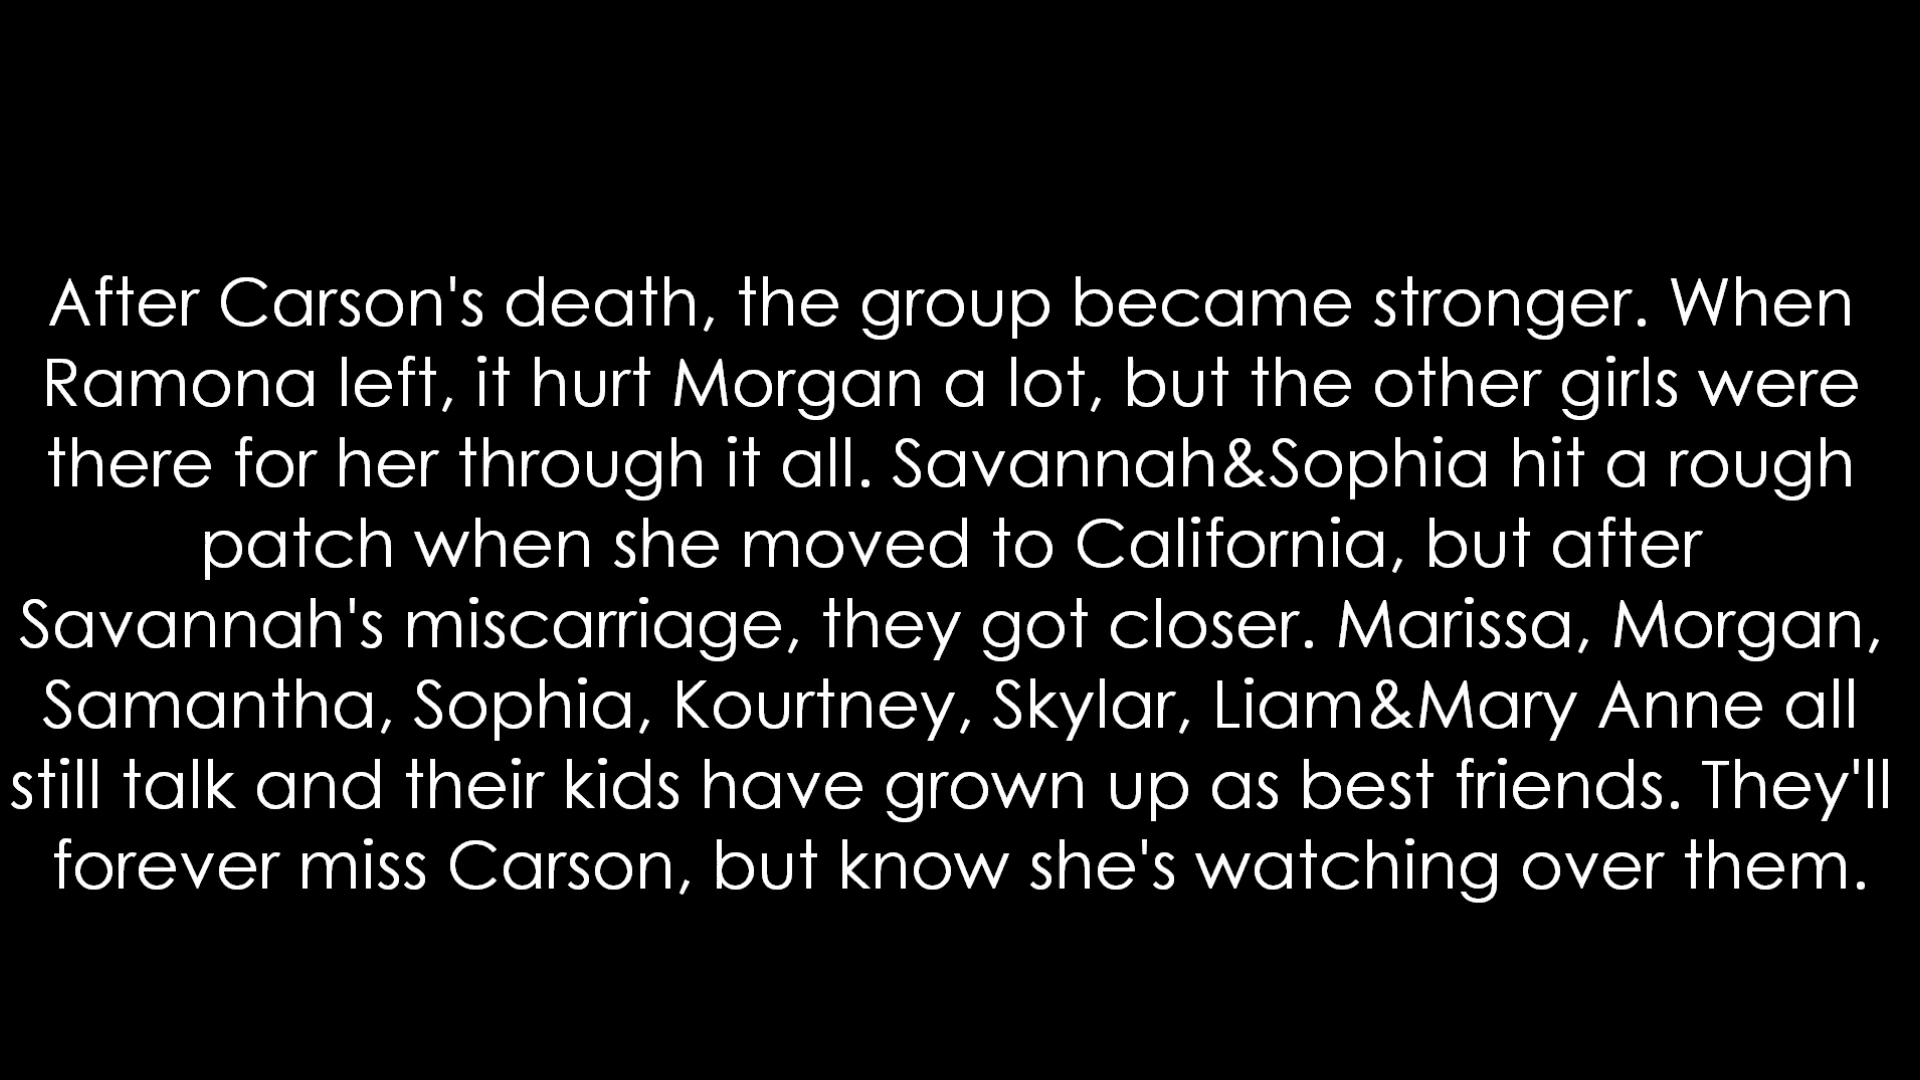 After Carson's death, the group became stronger. When
Ramona left, it hurt Morgan a lot, but the other girls were
there for her through it all. Savannah&Sophia hit a rough
patch when she moved to California, but after
Savannah's miscarriage, they got closer. Marissa, Morgan,
Samantha, Sophia, Kourtney, Skylar, Liam&Mary Anne all
still talk and their kids have grown up as best friends. They'll
forever miss Carson, but know she's watching over them.